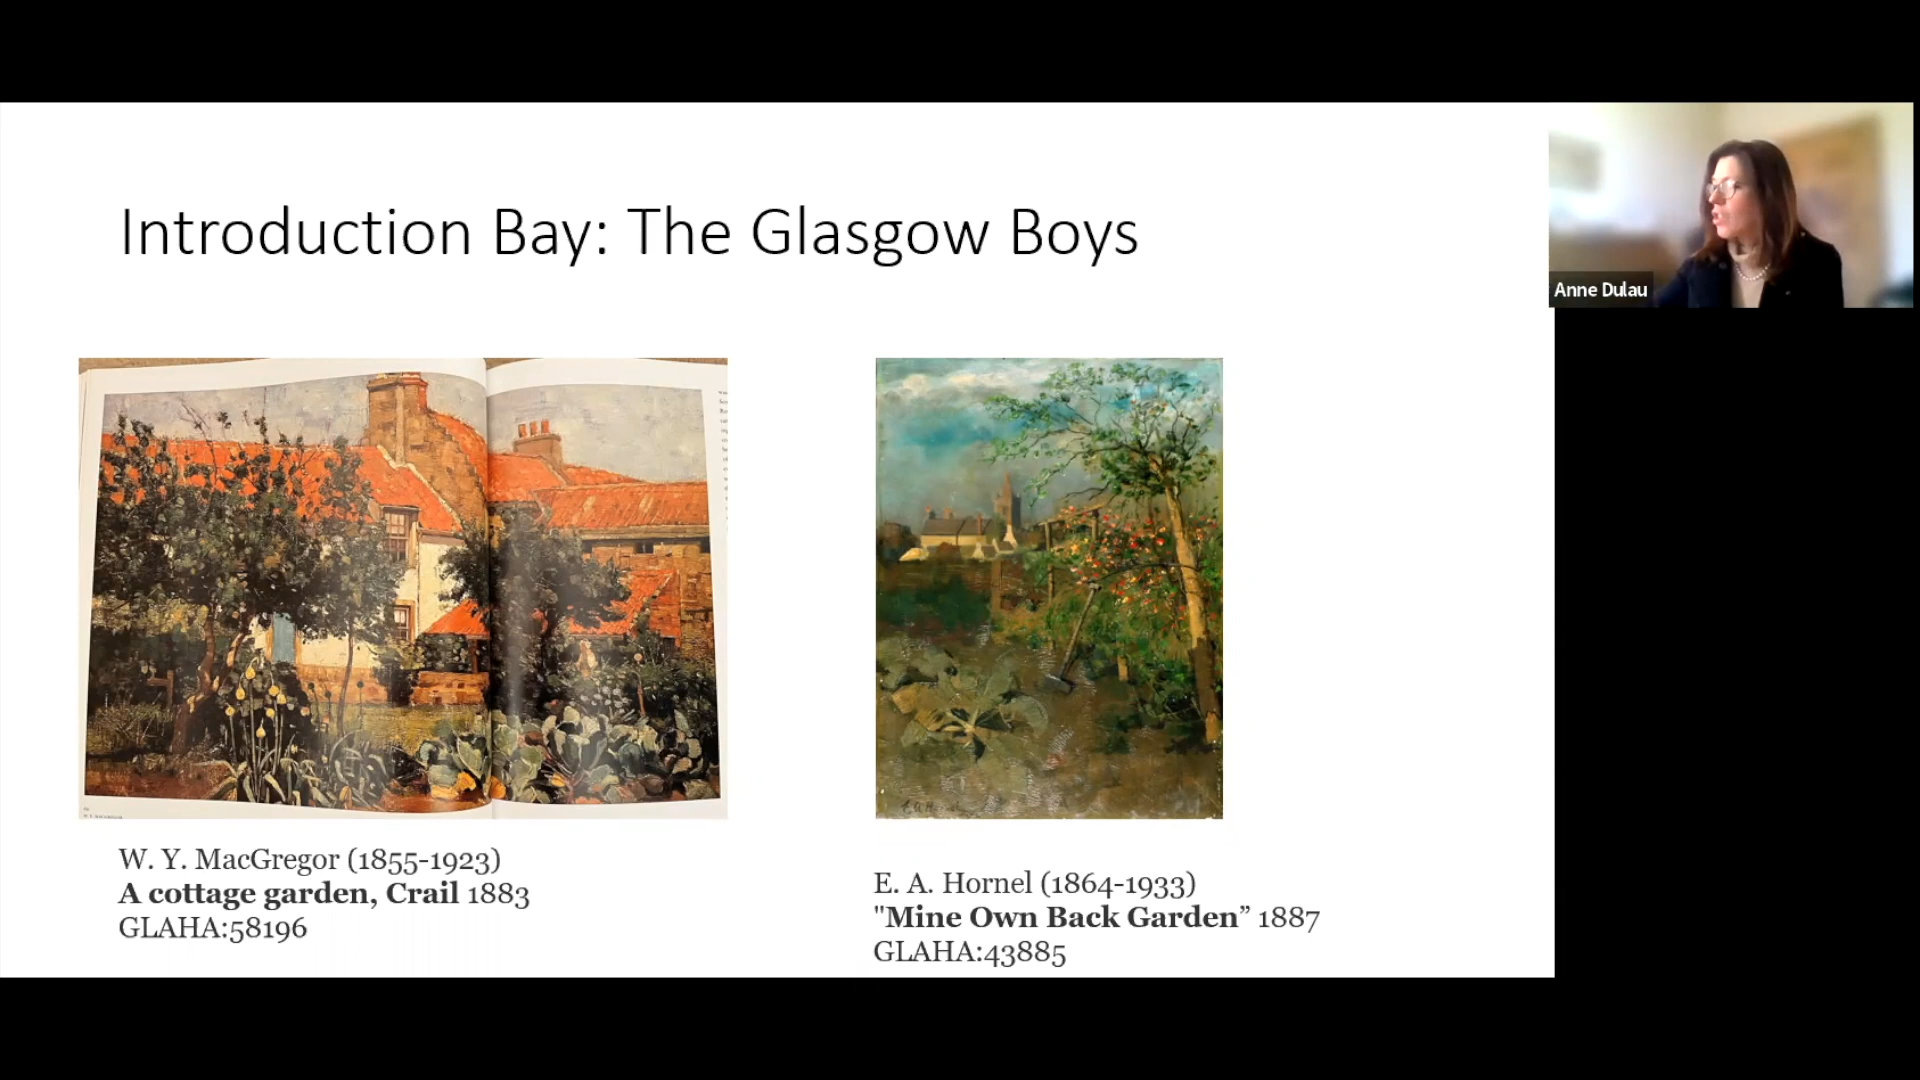 Introduction Bay: The Glasgow Boys
Anne Dulau
W. Y. MacGregor (1855-1923)
A cottage garden, Crail 1883
GLAHA:58196
E. A. Hornel (1864-1933)
"Mine Own Back Garden” 1887
GLAHA:43885